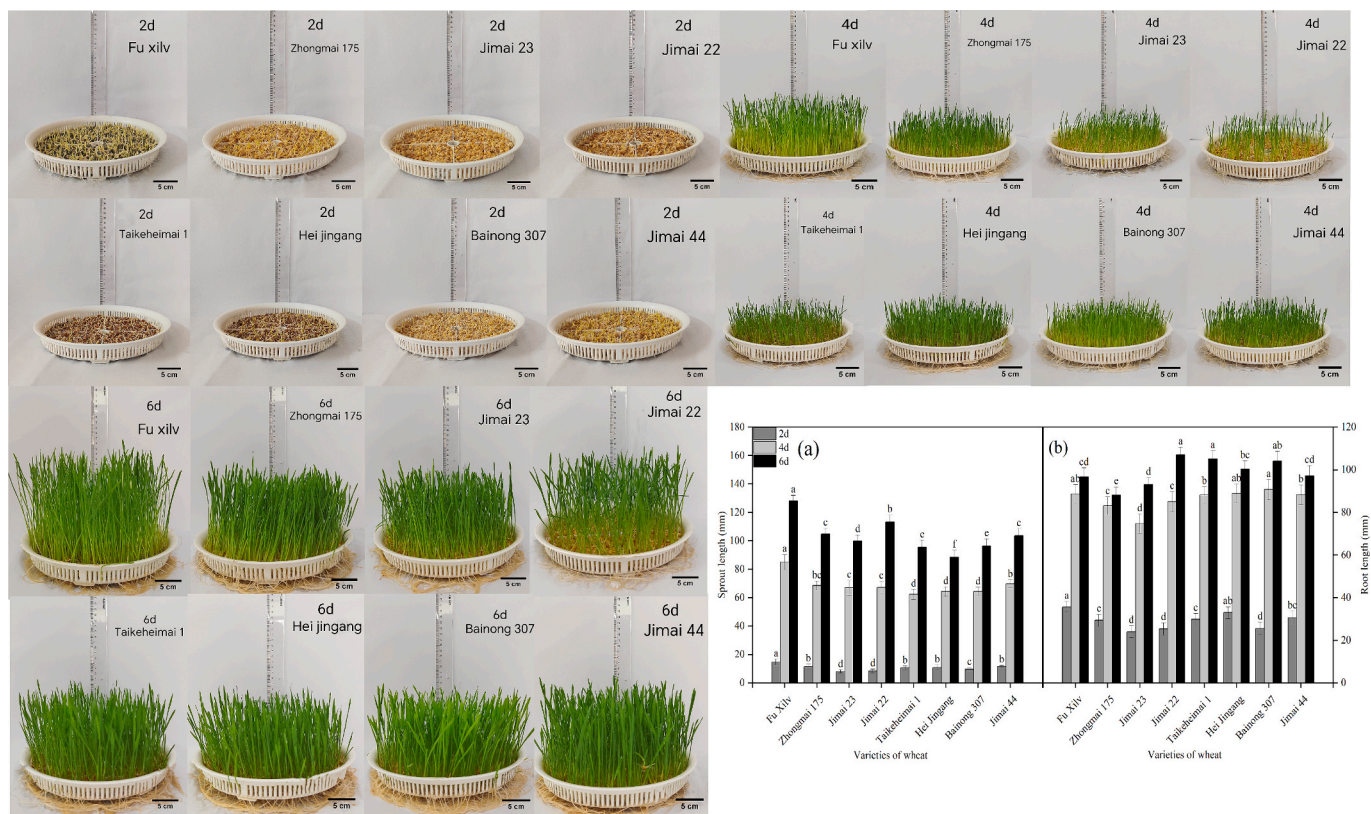 2d
Fu xilv
5 cm
2d
Zhongmai 175
5 cm
2d
Jimai 23
5 cm
2d
Jimai 22
5 cm
4d
Fu xilv
5 cm
4d
Zhongmai 175
5 cm
4d
Jimai 23
5 cm
4d
Jimai 22
5 cm
2d
Taikeheimai 1
5 cm
2d
Hei jingang
5 cm
2d
Bainong 307
5 cm
2d
Jimai 44
5 cm
4d
Taikeheimai 1
5 cm
4d
Hei jingang
5 cm
4d
Bainong 307
5 cm
4d
Jimai 44
5 cm
6d
Fu xilv
5 cm
6d
Zhongmai 175
5 cm
6d
Jimai 23
5 cm
6d
Jimai 22
5 cm
6d
Taikeheimai 1
5 cm
6d
Hei jingang
5 cm
6d
Bainong 307
5 cm
6d
Jimai 44
5 cm
(a)
2d
4d
6d
Sprout length (mm)
180
160
140
120
100
80
60
40
20
0
a a a
b bc c
d
d c b
b d
b d f
c d e
c b c
Fu Xilv
Zhongmai 175
Jimai 23
Jimai 22
Taikeheimai 1
Hei Jingang
Bainong 307
Jimai 44
Varieties of wheat
(b)
a ab cd
c c e
d d d
c a
b a
ab ab bc
a ab
bc b cd
Fu Xilv
Zhongmai 175
Jimai 23
Jimai 22
Taikeheimai 1
Hei Jingang
Bainong 307
Jimai 44
Varieties of wheat
120
100
80
60
40
20
0
Root length (mm)